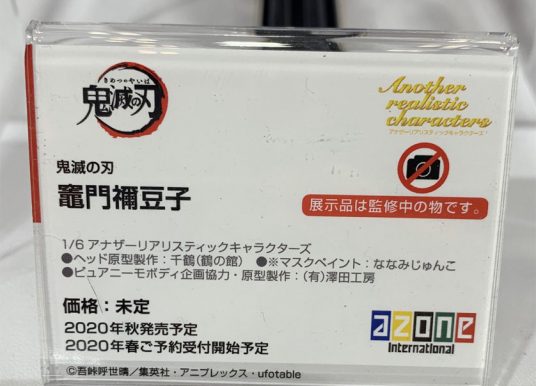 きめつのやいば
鬼滅の刃
Another
realistic
characters
アナザーリアリスティックキャラクターズ
鬼滅の刃
竈門禰豆子
展示品は監修中の物です。
1/6 アナザーリアリスティックキャラクターズ
●ヘッド原型製作：千鶴(鶴の館) ●※マスクペイント：ななみじゅんこ
●ピュアニーモボディ企画協力・原型製作：(有)澤田工房
価格：未定
2020年秋発売予定
2020年春ご予約受付開始予定
azone
International
©吾峠呼世晴／集英社・アニプレックス・ufotable